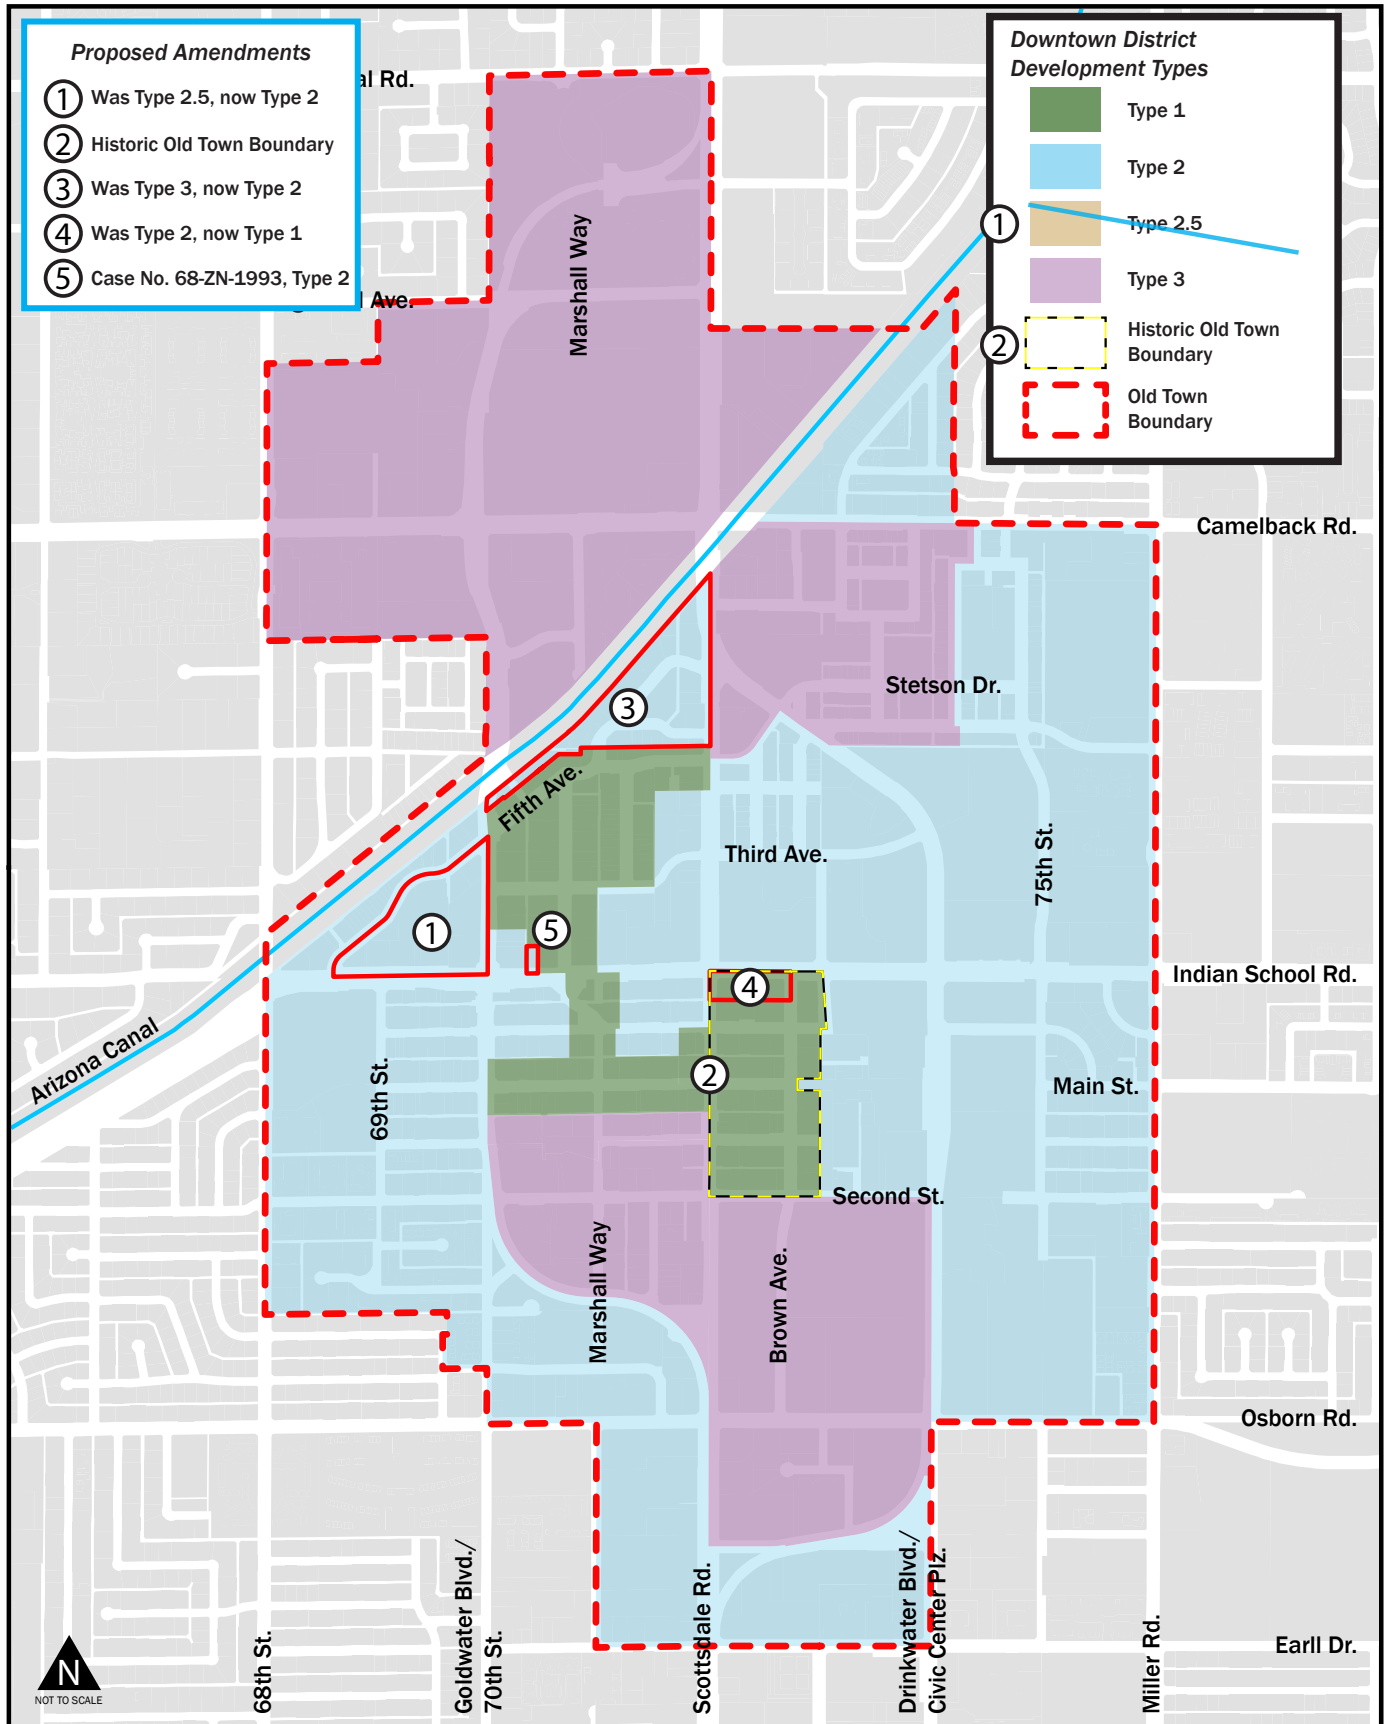 Proposed Amendments
1 Was Type 2.5, now Type 2
2 Historic Old Town Boundary
3 Was Type 3, now Type 2
4 Was Type 2, now Type 1
5 Case No. 68-ZN-1993, Type 2
al Rd.
Ave.
Downtown District
Development Types
Type 1
Type 2
1 Type 2.5
Type 3
2 Historic Old Town
Boundary
Old Town
Boundary
Marshall Way
Camelback Rd.
Stetson Dr.
3
Fifth Ave.
Third Ave.
75th St.
1
5
4
Indian School Rd.
Arizona Canal
69th St.
2
Main St.
Second St.
Marshall Way
Brown Ave.
Osborn Rd.
Earll Dr.
68th St.
Goldwater Blvd./
70th St.
Scottsdale Rd.
Drinkwater Blvd./
Civic Center Plz.
Miller Rd.
N
NOT TO SCALE